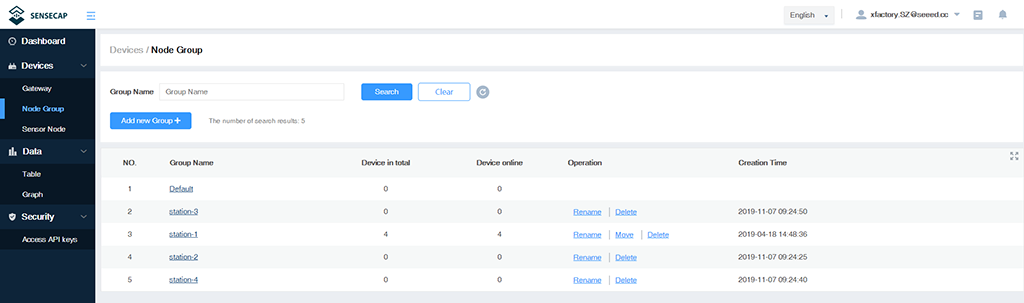 SENSECAP
English
xfactory.SZ@seeed.cc
Dashboard
Devices
Gateway
Node Group
Sensor Node
Data
Table
Graph
Security
Access API keys
Devices / Node Group
Group Name Group Name Search Clear
Add new Group + The number of search results: 5
NO. Group Name Device in total Device online Operation Creation Time
1 Default 0 0
2 station-3 0 0 Rename | Delete 2019-11-07 09:24:50
3 station-1 4 4 Rename | Move | Delete 2019-04-18 14:48:36
4 station-2 0 0 Rename | Delete 2019-11-07 09:24:25
5 station-4 0 0 Rename | Delete 2019-11-07 09:24:40